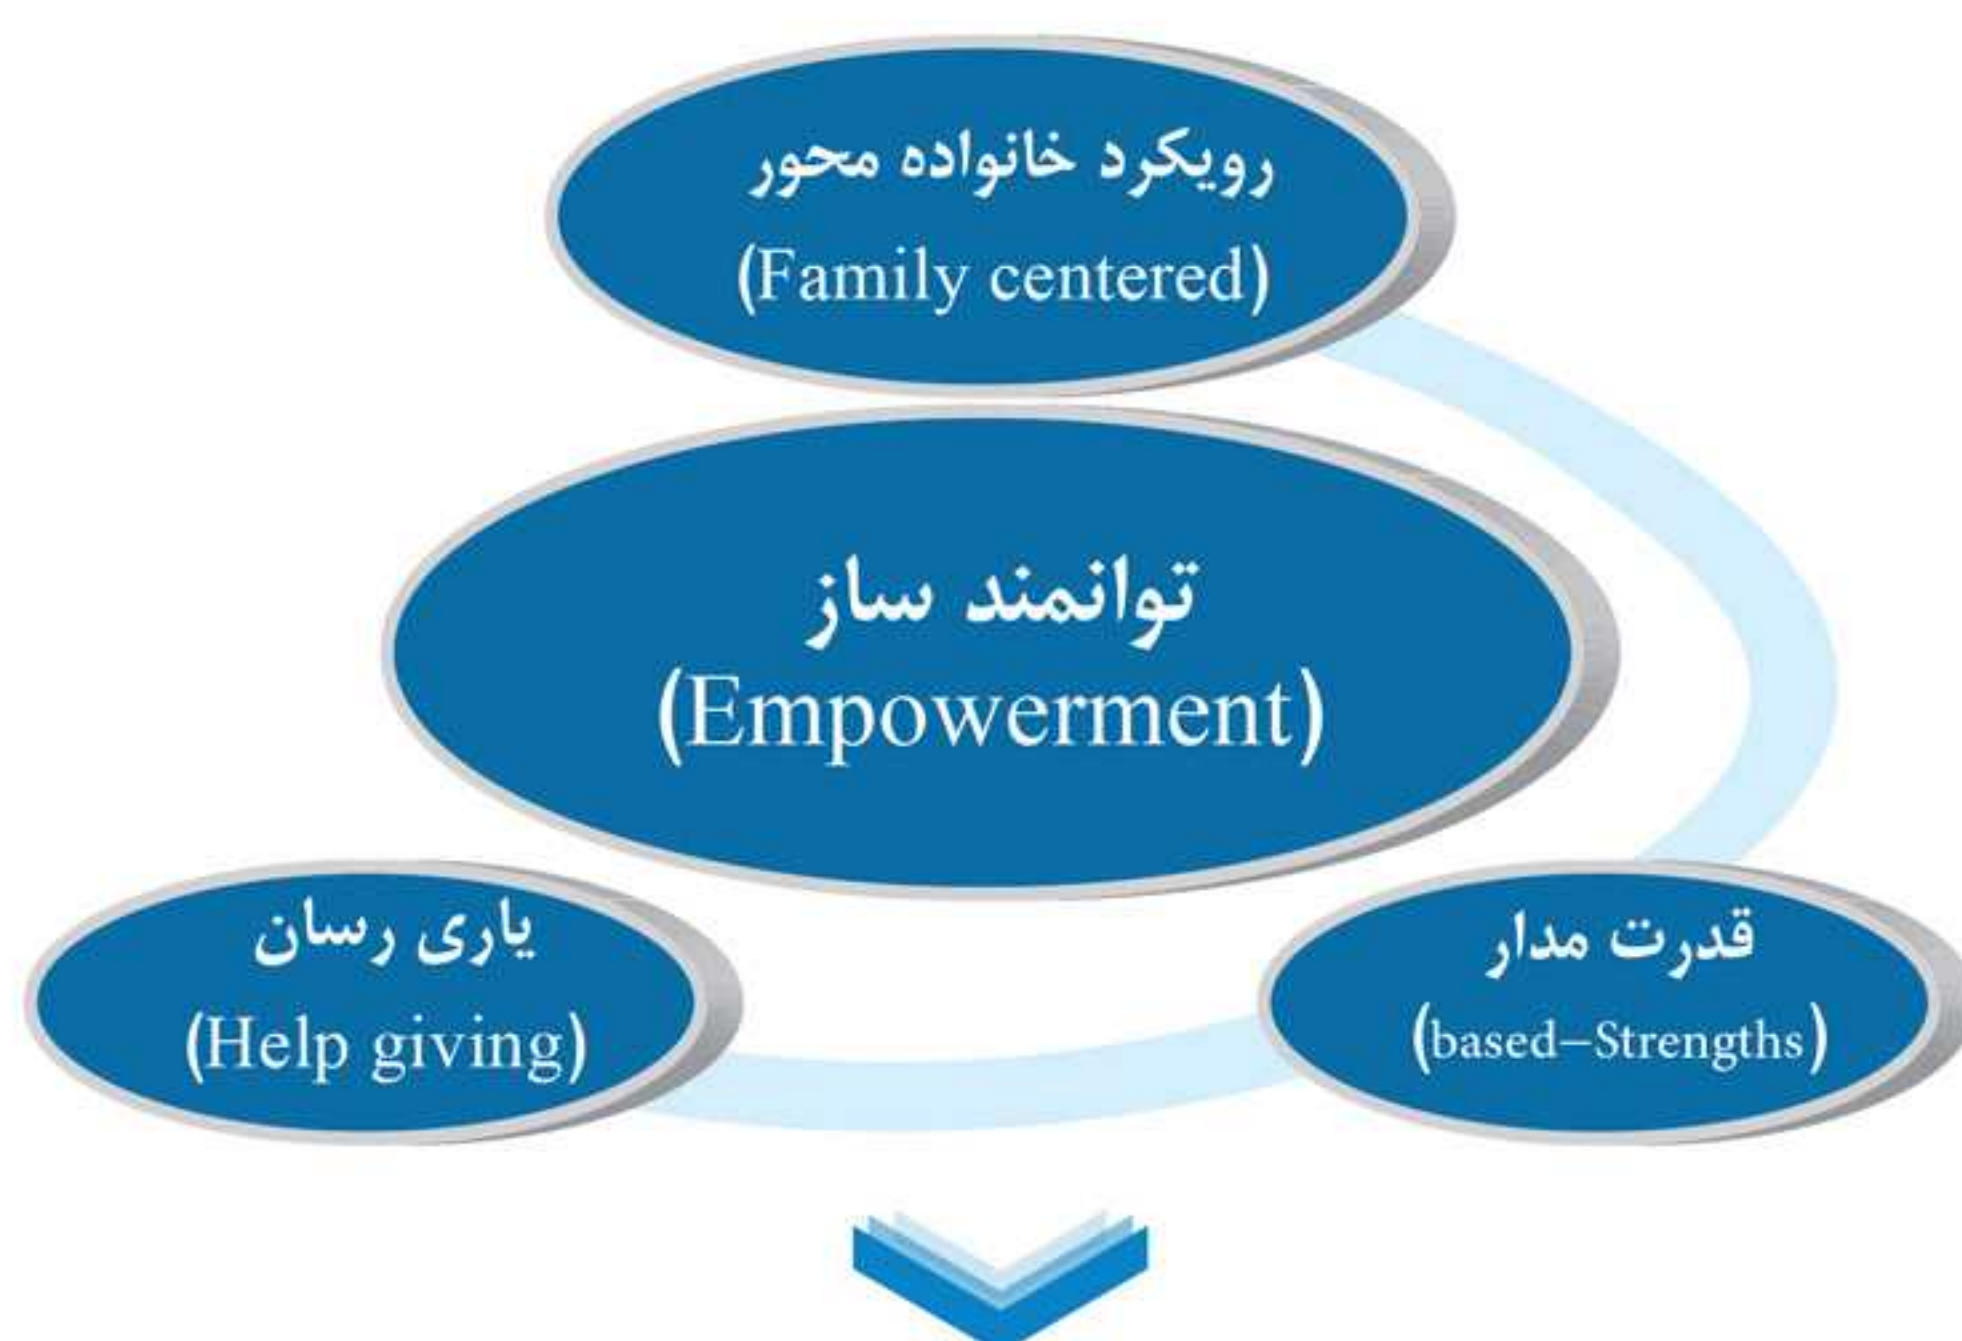 رویکرد خانواده محور
(Family centered)
توانمند ساز
(Empowerment)
قدرت مدار
(based–Strengths)
یاری رسان
(Help giving)